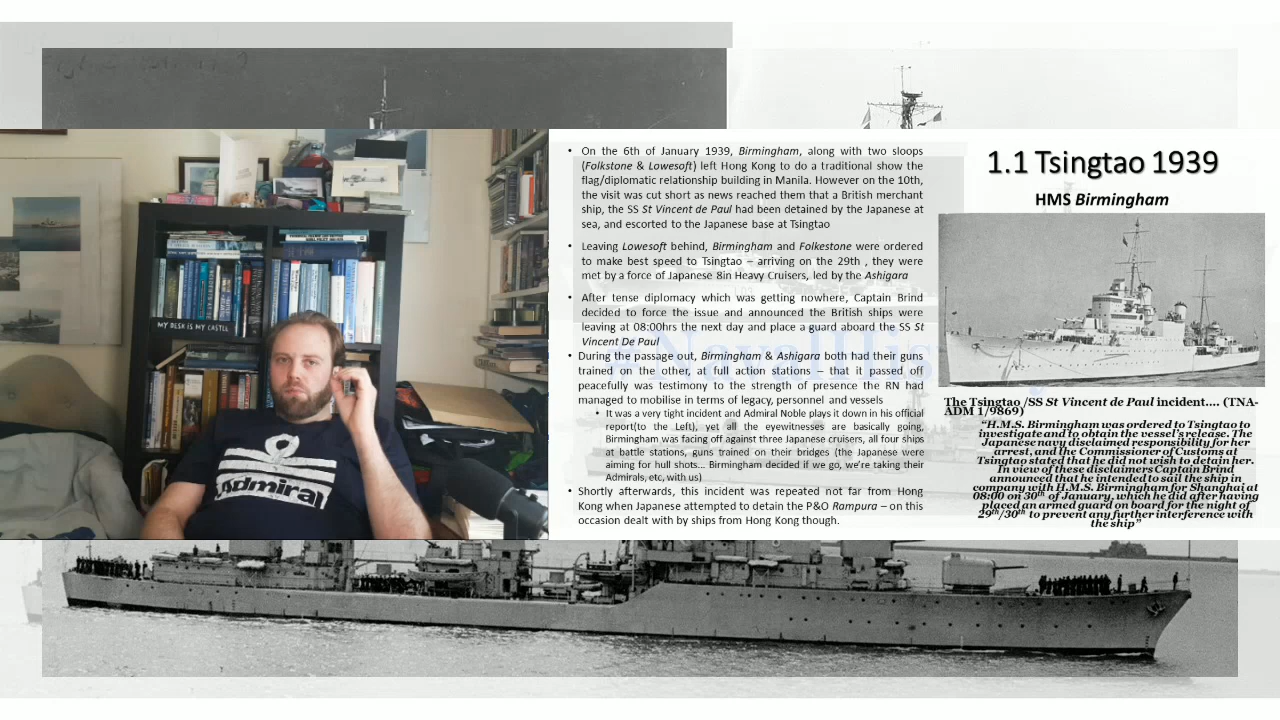 MY DESK IS MY CASTLE
Admiral
• On the 6th of January 1939, Birmingham, along with two sloops
(Folkstone & Lowesoft) left Hong Kong to do a traditional show the
flag/diplomatic relationship building in Manila. However on the 10th,
the visit was cut short as news reached them that a British merchant
ship, the SS St Vincent de Paul had been detained by the Japanese at
sea, and escorted to the Japanese base at Tsingtao
• Leaving Lowesoft behind, Birmingham and Folkestone were ordered
to make best speed to Tsingtao – arriving on the 29th , they were
met by a force of Japanese 8in Heavy Cruisers, led by the Ashigara
• After tense diplomacy which was getting nowhere, Captain Brind
decided to force the issue and announced the British ships were
leaving at 08:00hrs the next day and place a guard aboard the SS St
Vincent De Paul
• During the passage out, Birmingham & Ashigara both had their guns
trained on the other, at full action stations – that it passed off
peacefully was testimony to the strength of presence the RN had
managed to mobilise in terms of legacy, personnel and vessels
• It was a very tight incident and Admiral Noble plays it down in his official
report(to the Left), yet all the eyewitnesses are basically going,
Birmingham was facing off against three Japanese cruisers, all four ships
at battle stations, guns trained on their bridges (the Japanese were
aiming for hull shots... Birmingham decided if we go, we're taking their
Admirals, etc, with us)
• Shortly afterwards, this incident was repeated not far from Hong
Kong when Japanese attempted to detain the P&O Rampura – on this
occasion dealt with by ships from Hong Kong though.
1.1 Tsingtao 1939
HMS Birmingham
The Tsingtao /SS St Vincent de Paul incident.... (TNA-
ADM 1/9869)
"H.M.S. Birmingham was ordered to Tsingtao to
investigate and to obtain the vessel's release. The
Japanese navy disclaimed responsibility for her
arrest, and the Commissioner of Customs at
Tsingtao stated that he did not wish to detain her.
In view of these disclaimers Captain Brind
announced that he intended to sail the ship in
company with H.M.S. Birmingham for Shanghai at
08:00 on 30th of January, which he did after having
placed an armed guard on board for the night of
29th/30th to prevent any further interference with
the ship"